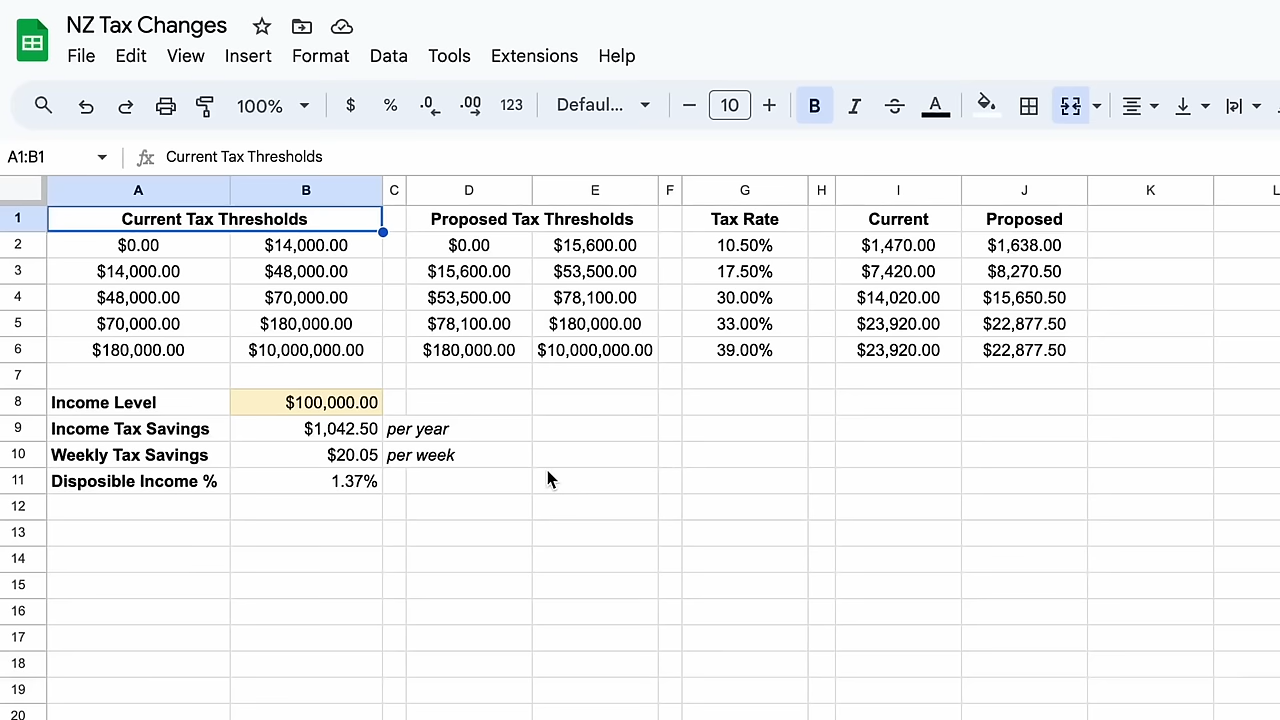 NZ Tax Changes
File Edit View Insert Format Data Tools Extensions Help
100% $ % .0 .00 123 Defaul... 10 B I A
A1:B1 fx Current Tax Thresholds
A B C D E F G H I J K L
1 Current Tax Thresholds Proposed Tax Thresholds Tax Rate Current Proposed
2 $0.00 $14,000.00 $0.00 $15,600.00 10.50% $1,470.00 $1,638.00
3 $14,000.00 $48,000.00 $15,600.00 $53,500.00 17.50% $7,420.00 $8,270.50
4 $48,000.00 $70,000.00 $53,500.00 $78,100.00 30.00% $14,020.00 $15,650.50
5 $70,000.00 $180,000.00 $78,100.00 $180,000.00 33.00% $23,920.00 $22,877.50
6 $180,000.00 $10,000,000.00 $180,000.00 $10,000,000.00 39.00% $23,920.00 $22,877.50
7
8 Income Level $100,000.00
9 Income Tax Savings $1,042.50 per year
10 Weekly Tax Savings $20.05 per week
11 Disposible Income % 1.37%
12
13
14
15
16
17
18
19
20